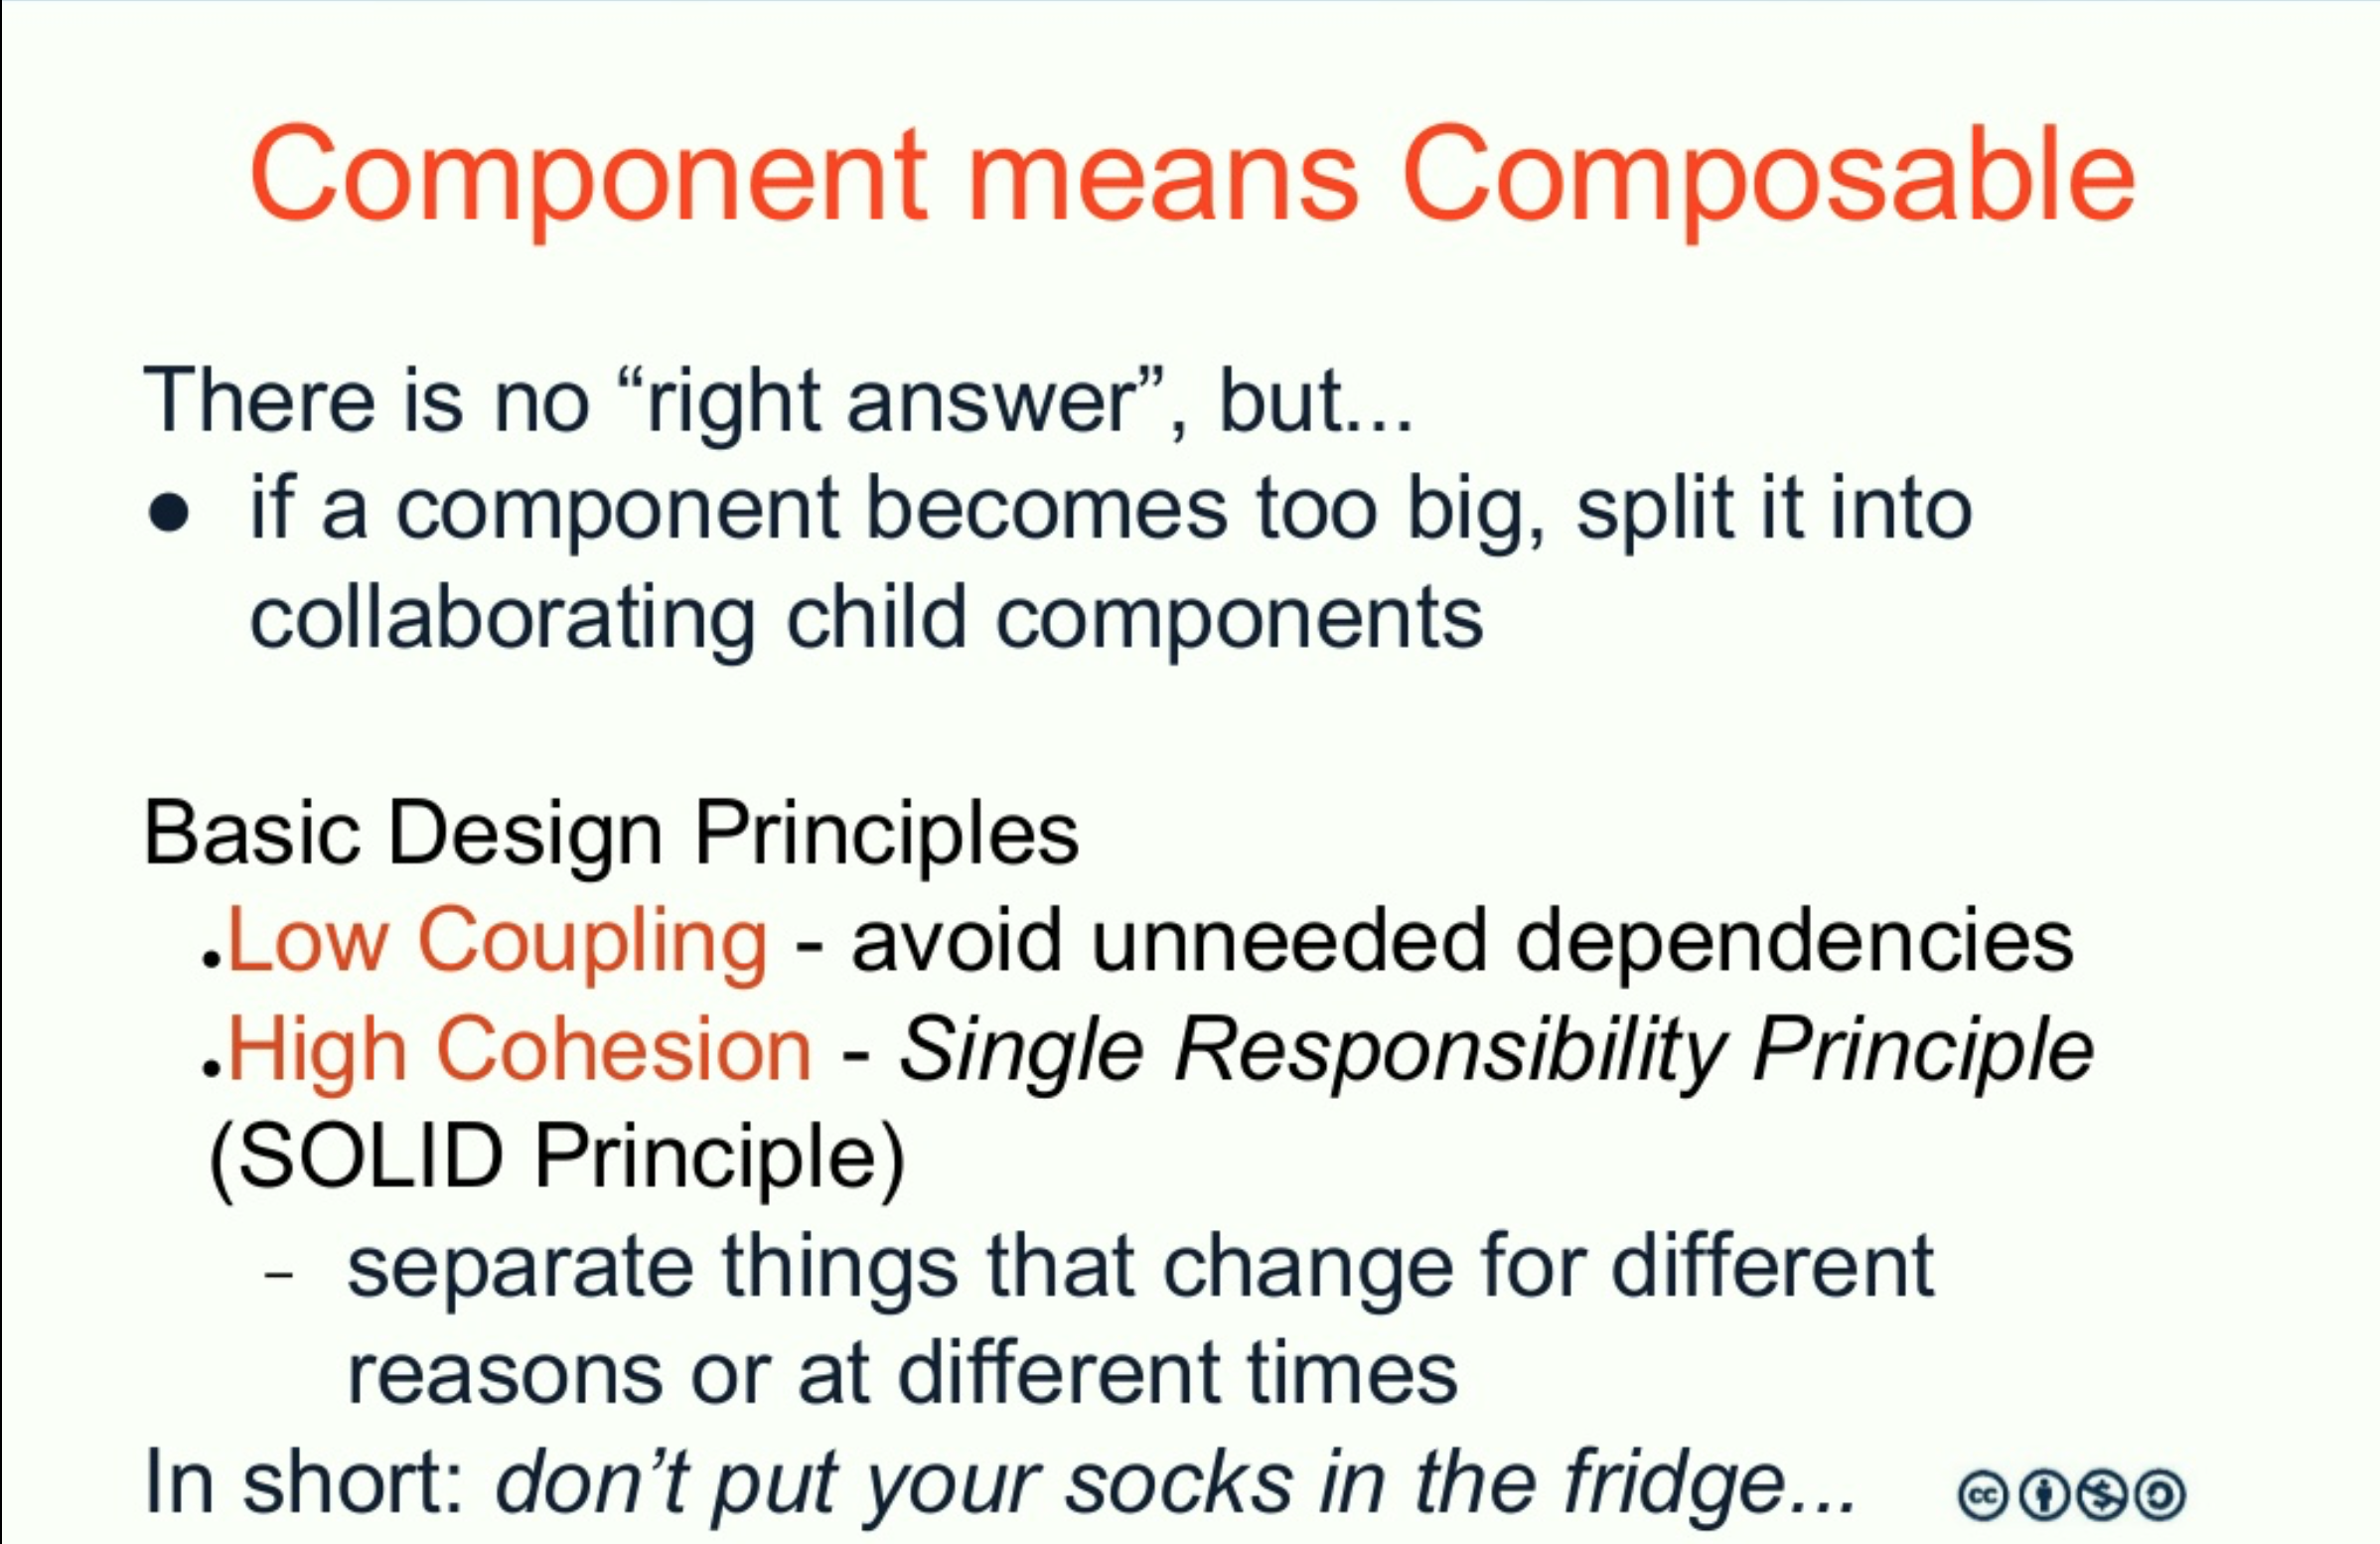 Component means Composable
There is no “right answer”, but...
● if a component becomes too big, split it into
collaborating child components
Basic Design Principles
•Low Coupling - avoid unneeded dependencies
•High Cohesion - Single Responsibility Principle
(SOLID Principle)
– separate things that change for different
reasons or at different times
In short: don’t put your socks in the fridge...
cc